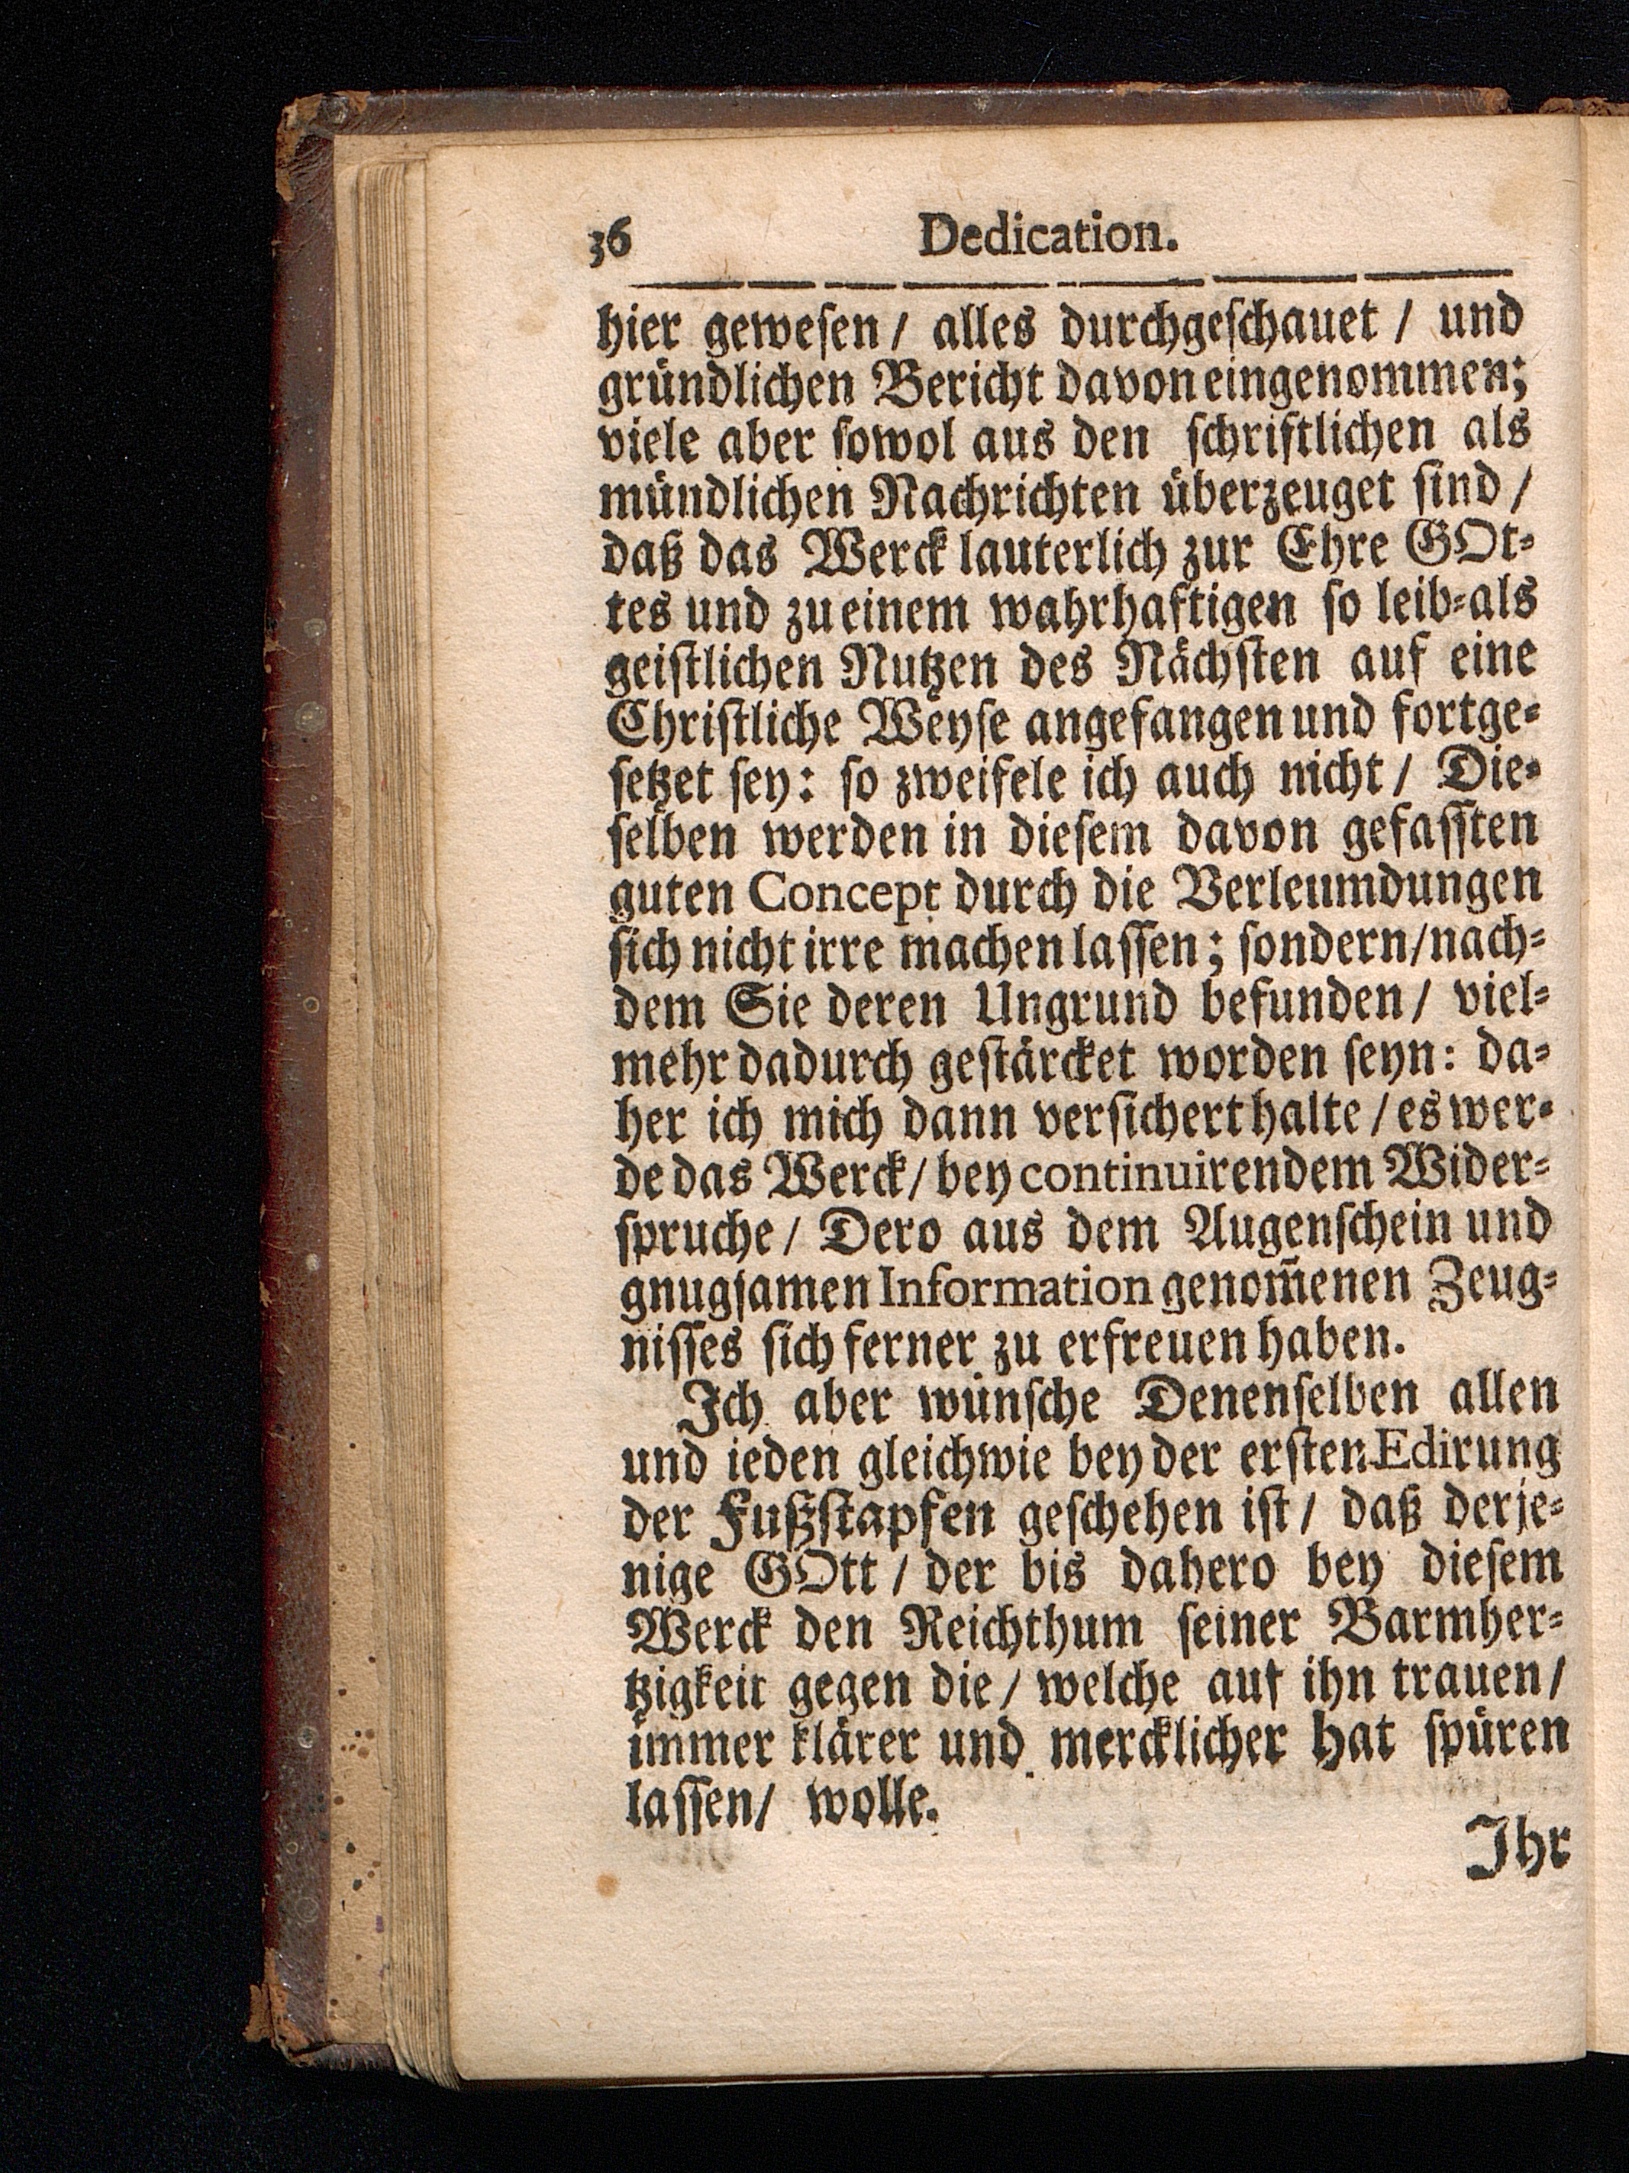 36 Dedication.
hier geweſen/ alles durchgeſchauet / und
gründlichen Bericht davon eingenommen;
viele aber ſowol aus den ſchriftlichen als
mündlichen Nachrichten überzeuget ſind /
daß das Werck lauterlich zur Ehre GOt⸗
tes und zu einem wahrhaftigen ſo leib⸗als
geiſtlichen Nutzen des Nächſten auf eine
Chriſtliche Weyſe angefangen und fortge⸗
ſetzet ſey: ſo zweifele ich auch nicht / Die⸗
ſelben werden in dieſem davon gefaſſten
guten Concept durch die Verleumdungen
ſich nicht irre machen laſſen; ſondern/nach⸗
dem Sie deren Ungrund befunden/ viel⸗
mehr dadurch geſtärcket worden ſeyn: da⸗
her ich mich dann verſichert halte / es wer⸗
de das Werck/ bey continuirendem Wider⸗
ſpruche / Dero aus dem Augenſchein und
gnugſamen Information genom̃enen Zeug⸗
niſſes ſich ferner zu erfreuen haben.
Ich aber wünſche Denenſelben allen
und ieden gleichwie bey der erſten Edirung
der Fußſtapfen geſchehen iſt / daß derje⸗
nige GOtt / der bis dahero bey dieſem
Werck den Reichthum ſeiner Barmher⸗
tzigkeit gegen die / welche auf ihn trauen/
immer klärer und mercklicher hat ſpüren
laſſen/ wolle.
Ihr